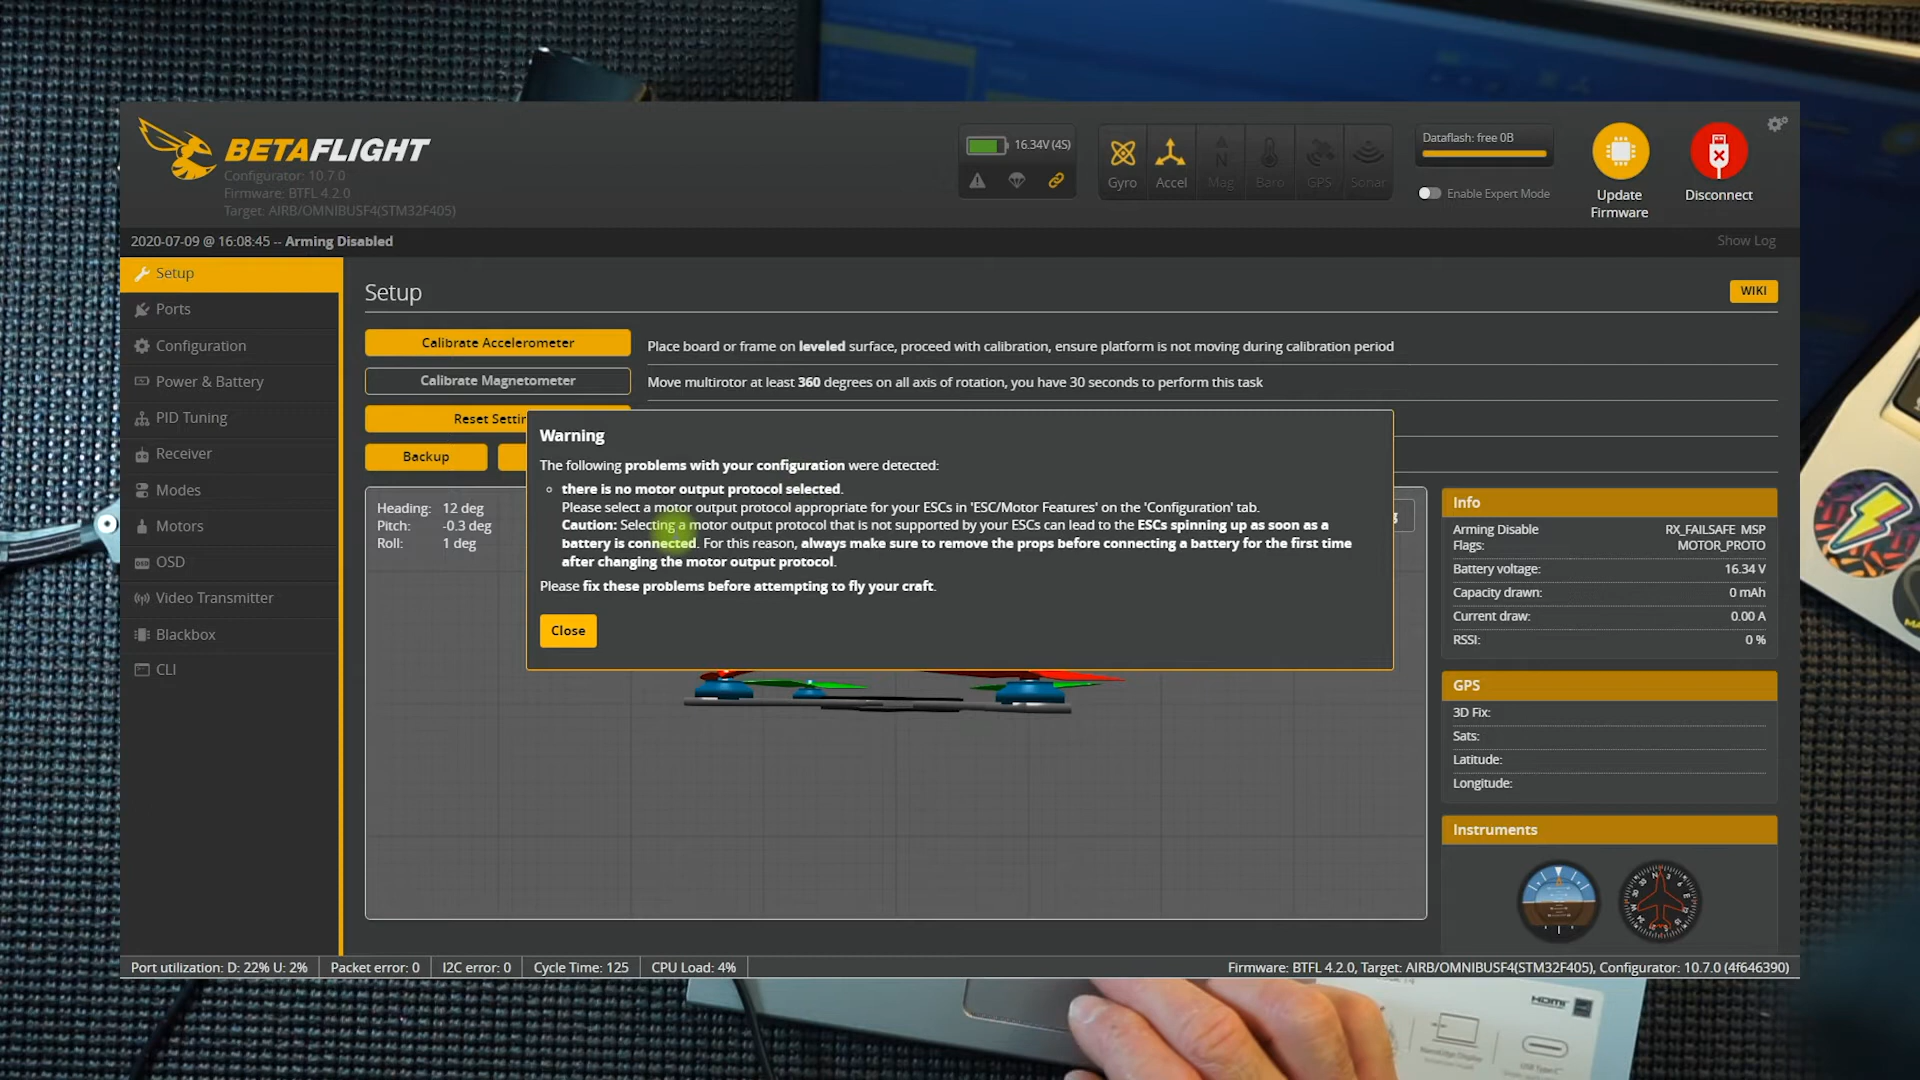 BETAFLIGHT
Configurator: 10.7.0
Firmware: BTFL 4.2.0
Target: AIRB/OMNIBUSF4(STM32F405)
16.34V (4S)
Gyro
Accel
Mag
Baro
GPS
Sonar
Dataflash: free 0B
Enable Expert Mode
Update
Firmware
Disconnect
2020-07-09 @ 16:08:45 -- Arming Disabled
Show Log
Setup
Ports
Configuration
Power & Battery
PID Tuning
Receiver
Modes
Motors
OSD
Video Transmitter
Blackbox
CLI
Setup
WIKI
Calibrate Accelerometer
Place board or frame on leveled surface, proceed with calibration, ensure platform is not moving during calibration period
Calibrate Magnetometer
Move multirotor at least 360 degrees on all axis of rotation, you have 30 seconds to perform this task
Reset
Backup
Warning
The following problems with your configuration were detected:
there is no motor output protocol selected.
Please select a motor output protocol appropriate for your ESCs in 'ESC/Motor Features' on the 'Configuration' tab.
Caution: Selecting a motor output protocol that is not supported by your ESCs can lead to the ESCs spinning up as soon as a
battery is connected. For this reason, always make sure to remove the props before connecting a battery for the first time
after changing the motor output protocol.
Please fix these problems before attempting to fly your craft.
Close
Heading: 12 deg
Pitch: -0.3 deg
Roll: 1 deg
Info
Arming Disable Flags: RX_FAILSAFE MSP MOTOR_PROTO
Battery voltage: 16.34 V
Capacity drawn: 0 mAh
Current draw: 0.00 A
RSSI: 0 %
GPS
3D Fix:
Sats:
Latitude:
Longitude:
Instruments
Port utilization: D: 22% U: 2%
Packet error: 0
I2C error: 0
Cycle Time: 125
CPU Load: 4%
Firmware: BTFL 4.2.0, Target: AIRB/OMNIBUSF4(STM32F405), Configurator: 10.7.0 (4f646390)
HDMI